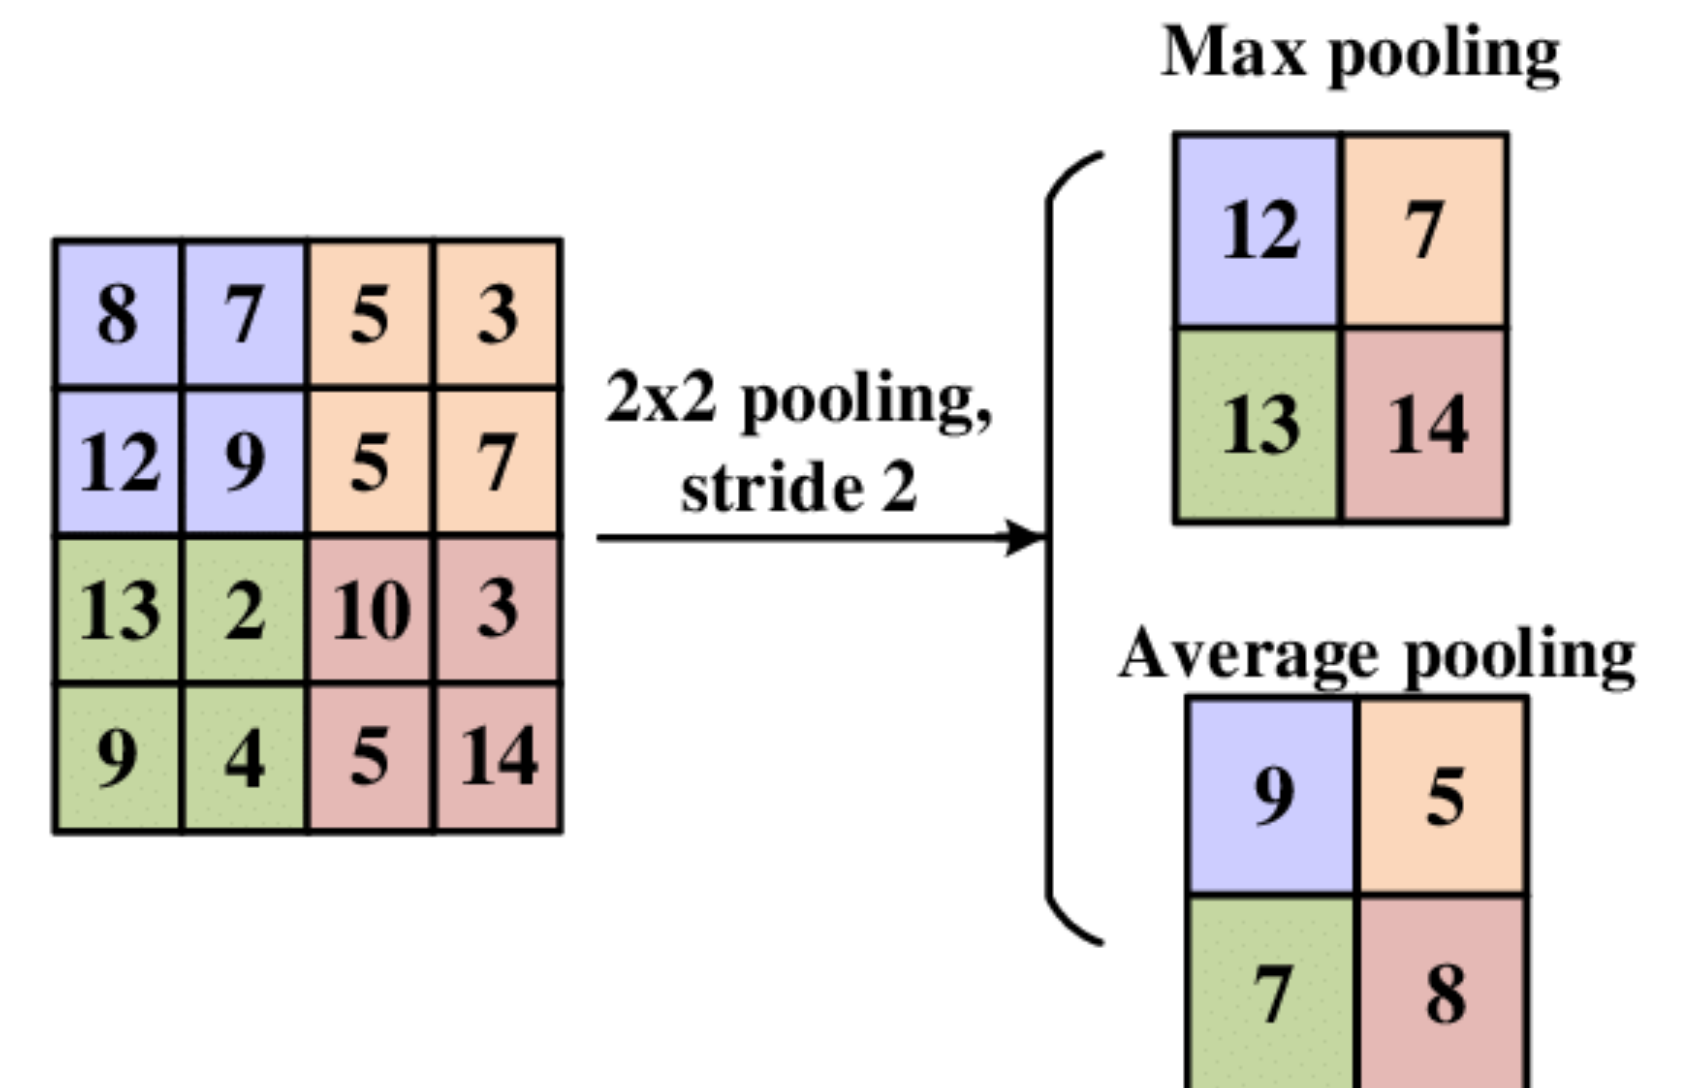 8 7 5 3
12 9 5 7
13 2 10 3
9 4 5 14
2x2 pooling,
stride 2
Max pooling
12 7
13 14
Average pooling
9 5
7 8